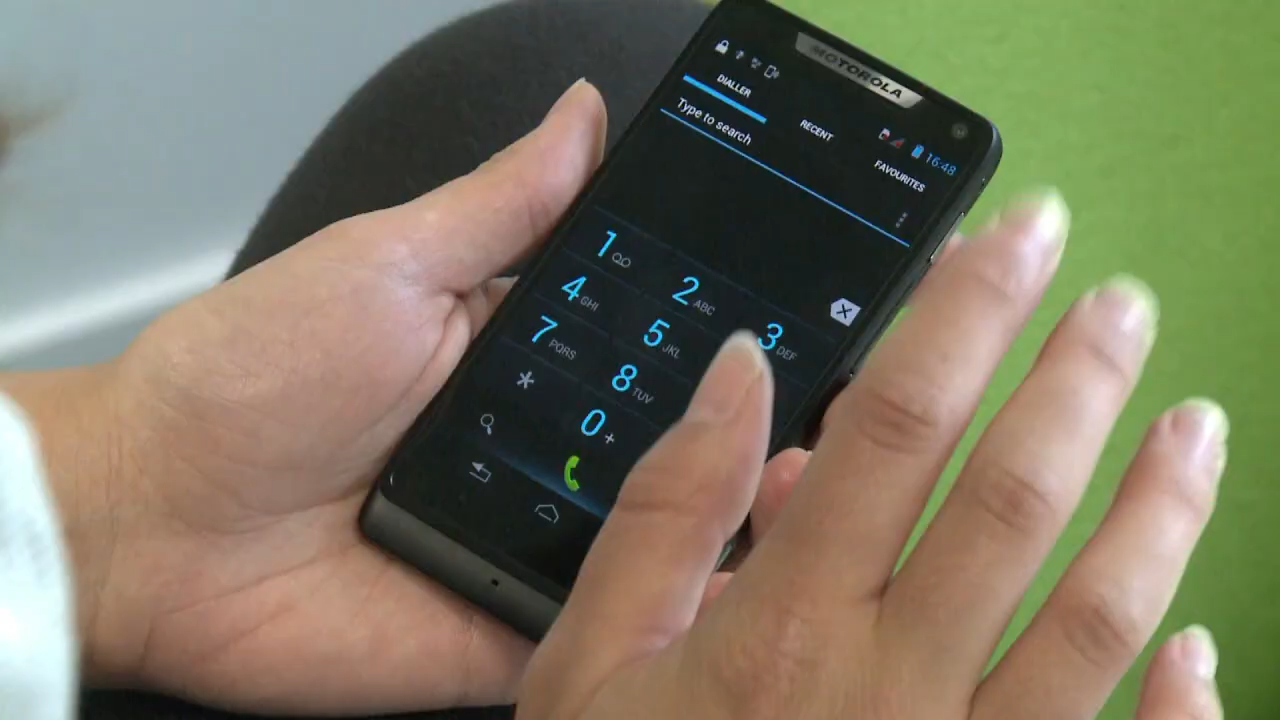 MOTOROLA
16:48
DIALLER RECENT FAVOURITES
Type to search
1 2 ABC 3 DEF
4 GHI 5 JKL
7 PQRS 8 TUV
* 0 +